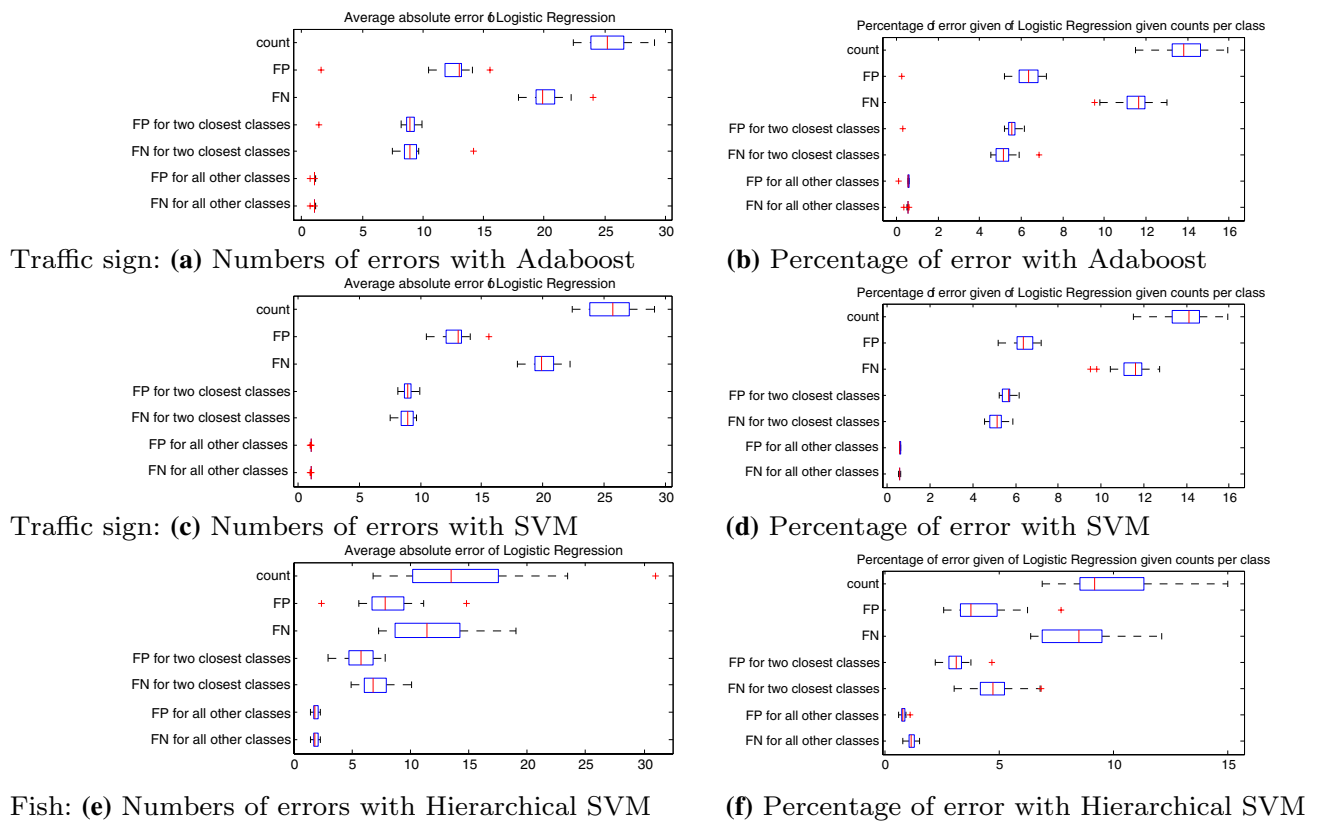 Average absolute error of Logistic Regression
count
FP
FN
FP for two closest classes
FN for two closest classes
FP for all other classes
FN for all other classes
0 5 10 15 20 25 30
Percentage of error given of Logistic Regression given counts per class
count
FP
FN
FP for two closest classes
FN for two closest classes
FP for all other classes
FN for all other classes
0 2 4 6 8 10 12 14 16
Traffic sign: (a) Numbers of errors with Adaboost
(b) Percentage of error with Adaboost
Average absolute error of Logistic Regression
count
FP
FN
FP for two closest classes
FN for two closest classes
FP for all other classes
FN for all other classes
0 5 10 15 20 25 30
Percentage of error given of Logistic Regression given counts per class
count
FP
FN
FP for two closest classes
FN for two closest classes
FP for all other classes
FN for all other classes
0 2 4 6 8 10 12 14 16
Traffic sign: (c) Numbers of errors with SVM
(d) Percentage of error with SVM
Average absolute error of Logistic Regression
count
FP
FN
FP for two closest classes
FN for two closest classes
FP for all other classes
FN for all other classes
0 5 10 15 20 25 30
Percentage of error given of Logistic Regression given counts per class
count
FP
FN
FP for two closest classes
FN for two closest classes
FP for all other classes
FN for all other classes
0 5 10 15
Fish: (e) Numbers of errors with Hierarchical SVM
(f) Percentage of error with Hierarchical SVM